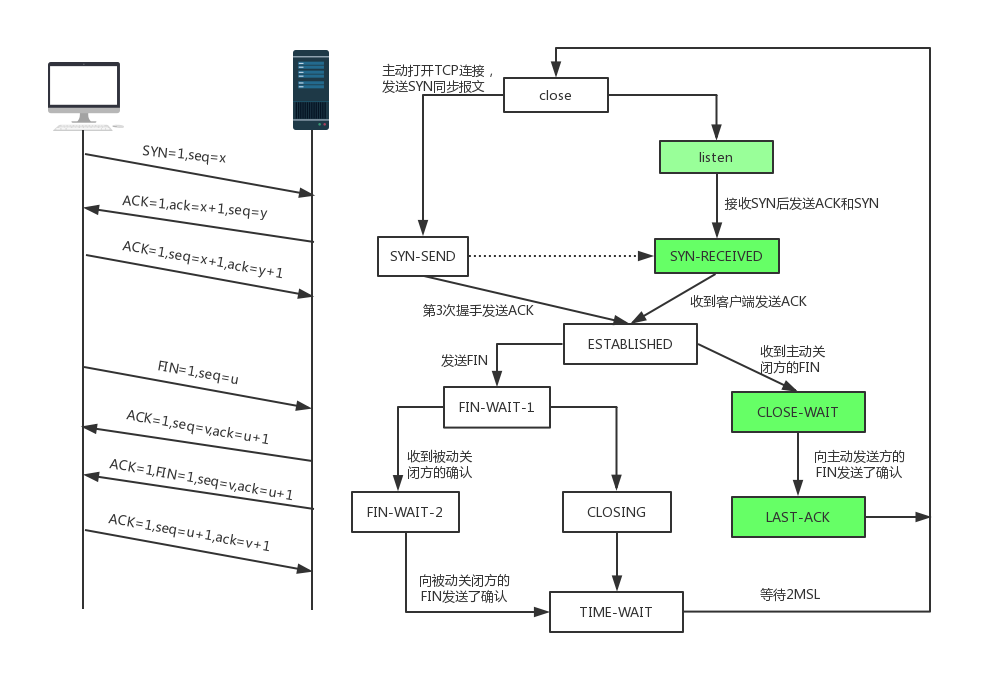 SYN=1,seq=x
ACK=1,ack=x+1,seq=y
ACK=1,seq=x+1,ack=y+1
FIN=1,seq=u
ACK=1,seq=v,ack=u+1
ACK=1,FIN=1,seq=v,ack=u+1
ACK=1,seq=u+1,ack=v+1
主动打开TCP连接，
发送SYN同步报文
close
listen
接收SYN后发送ACK和SYN
SYN-SEND
SYN-RECEIVED
第3次握手发送ACK
收到客户端发送ACK
ESTABLISHED
发送FIN
收到主动关
闭方的FIN
FIN-WAIT-1
CLOSE-WAIT
收到被动关
闭方的确认
向主动发送方的
FIN发送了确认
FIN-WAIT-2
CLOSING
LAST-ACK
向被动关闭方的
FIN发送了确认
TIME-WAIT
等待2MSL